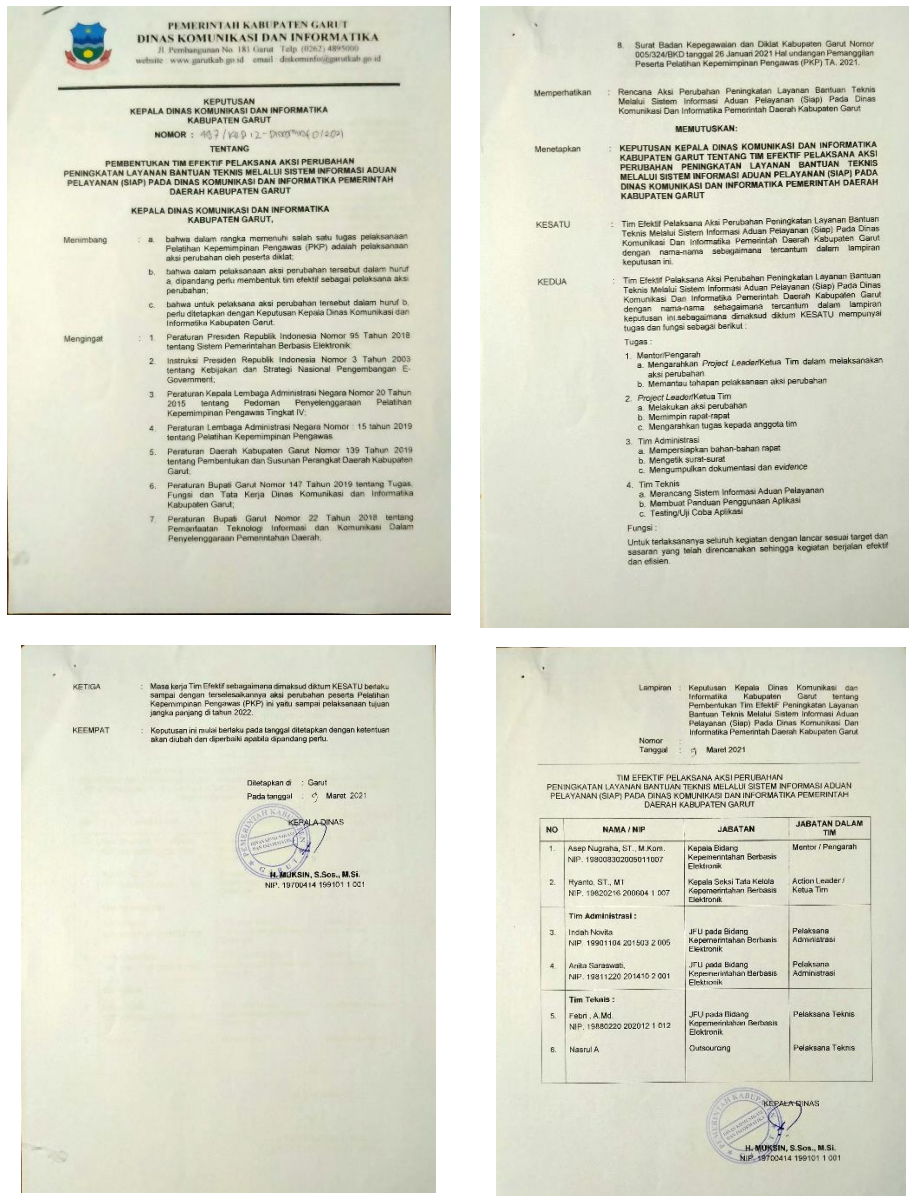 PEMERINTAH KABUPATEN GARUT
DINAS KOMUNIKASI DAN INFORMATIKA
Jl. Pembangunan No. 181 Garut Telp. (0262) 4895000
website www.garutkab.go.id email diskominfo@garutkab.go.id
KEPUTUSAN
KEPALA DINAS KOMUNIKASI DAN INFORMATIKA
KABUPATEN GARUT
NOMOR :
TENTANG
PEMBENTUKAN TIM EFEKTIF PELAKSANA AKSI PERUBAHAN
PENINGKATAN LAYANAN BANTUAN TEKNIS MELALUI SISTEM INFORMASI ADUAN
PELAYANAN (SIAP) PADA DINAS KOMUNIKASI DAN INFORMATIKA PEMERINTAH
DAERAH KABUPATEN GARUT
KEPALA DINAS KOMUNIKASI DAN INFORMATIKA
KABUPATEN GARUT,
Menimbang : a. bahwa dalam rangka memenuhi salah satu tugas pelaksanaan
Pelatihan Kepemimpinan Pengawas (PKP) adalah pelaksanaan
aksi perubahan oleh peserta diklat;
b. bahwa dalam pelaksanaan aksi perubahan tersebut dalam huruf
a, dipandang perlu membentuk tim efektif sebagai pelaksana aksi
perubahan;
c. bahwa untuk pelaksana aksi perubahan tersebut dalam huruf b,
perlu ditetapkan dengan Keputusan Kepala Dinas Komunikasi dan
Informatika Kabupaten Garut.
Mengingat : 1. Peraturan Presiden Republik Indonesia Nomor 95 Tahun 2018
tentang Sistem Pemerintahan Berbasis Elektronik;
2. Instruksi Presiden Republik Indonesia Nomor 3 Tahun 2003
tentang Kebijakan dan Strategi Nasional Pengembangan E-
Government;
3. Peraturan Kepala Lembaga Administrasi Negara Nomor 20 Tahun
2015 tentang Pedoman Penyelenggaraan Pelatihan
Kepemimpinan Pengawas Tingkat IV;
4. Peraturan Lembaga Administrasi Negara Nomor : 15 tahun 2019
tentang Pelatihan Kepemimpinan Pengawas
5. Peraturan Daerah Kabupaten Garut Nomor 139 Tahun 2019
tentang Pembentukan dan Susunan Perangkat Daerah Kabupaten
Garut;
6. Peraturan Bupati Garut Nomor 147 Tahun 2019 tentang Tugas,
Fungsi dan Tata Kerja Dinas Komunikasi dan Informatika
Kabupaten Garut;
7. Peraturan Bupati Garut Nomor 22 Tahun 2018 tentang
Pemanfaatan Teknologi Informasi dan Komunikasi Dalam
Penyelenggaraan Pemerintahan Daerah;
8. Surat Badan Kepegawaian dan Diklat Kabupaten Garut Nomor
005/324/BKD tanggal 26 Januari 2021 Hal undangan Pemanggilan
Peserta Pelatihan Kepemimpinan Pengawas (PKP) TA. 2021.
Memperhatikan : Rencana Aksi Perubahan Peningkatan Layanan Bantuan Teknis
Melalui Sistem Informasi Aduan Pelayanan (Siap) Pada Dinas
Komunikasi Dan Informatika Pemerintah Daerah Kabupaten Garut
MEMUTUSKAN:
Menetapkan : KEPUTUSAN KEPALA DINAS KOMUNIKASI DAN INFORMATIKA
KABUPATEN GARUT TENTANG TIM EFEKTIF PELAKSANA AKSI
PERUBAHAN PENINGKATAN LAYANAN BANTUAN TEKNIS
MELALUI SISTEM INFORMASI ADUAN PELAYANAN (SIAP) PADA
DINAS KOMUNIKASI DAN INFORMATIKA PEMERINTAH DAERAH
KABUPATEN GARUT
KESATU : Tim Efektif Pelaksana Aksi Perubahan Peningkatan Layanan Bantuan
Teknis Melalui Sistem Informasi Aduan Pelayanan (Siap) Pada Dinas
Komunikasi Dan Informatika Pemerintah Daerah Kabupaten Garut
dengan nama-nama sebagaimana tercantum dalam lampiran
keputusan ini.
KEDUA : Tim Efektif Pelaksana Aksi Perubahan Peningkatan Layanan Bantuan
Teknis Melalui Sistem Informasi Aduan Pelayanan (Siap) Pada Dinas
Komunikasi Dan Informatika Pemerintah Daerah Kabupaten Garut
dengan nama-nama sebagaimana tercantum dalam lampiran
keputusan ini.sebagaimana dimaksud diktum KESATU mempunyai
tugas dan fungsi sebagai berikut :
Tugas :
1. Mentor/Pengarah
a. Mengarahkan Project Leader/Ketua Tim dalam melaksanakan
aksi perubahan
b. Memantau tahapan pelaksanaan aksi perubahan
2. Project Leader/Ketua Tim
a. Melakukan aksi perubahan
b. Memimpin rapat-rapat
c. Mengarahkan tugas kepada anggota tim
3. Tim Administrasi
a. Mempersiapkan bahan-bahan rapat
b. Mengetik surat-surat
c. Mengumpulkan dokumentasi dan evidence
4. Tim Teknis
a. Merancang Sistem Informasi Aduan Pelayanan
b. Membuat Panduan Penggunaan Aplikasi
c. Testing/Uji Coba Aplikasi
Fungsi :
Untuk terlaksananya seluruh kegiatan dengan lancar sesuai target dan
sasaran yang telah direncanakan sehingga kegiatan berjalan efektif
dan efisien.
KETIGA : Masa kerja Tim Efektif sebagaimana dimaksud diktum KESATU berlaku
sampai dengan terselesaikannya aksi perubahan peserta Pelatihan
Kepemimpinan Pengawas (PKP) ini yaitu sampai pelaksanaan tujuan
jangka panjang di tahun 2022.
KEEMPAT : Keputusan ini mulai berlaku pada tanggal ditetapkan dengan ketentuan
akan diubah dan diperbaiki apabila dipandang perlu.
Ditetapkan di : Garut
Pada tanggal : 9 Maret 2021
KEPALA DINAS
PEMERINTAH KABUPATEN
DINAS KOMUNIKASI
DAN INFORMATIKA
GARUT
H. MUKSIN, S.Sos., M.Si.
NIP. 19700414 199101 1 001
Lampiran : Keputusan Kepala Dinas Komunikasi dan
Informatika Kabupaten Garut tentang
Pembentukan Tim Efektif Peningkatan Layanan
Bantuan Teknis Melalui Sistem Informasi Aduan
Pelayanan (Siap) Pada Dinas Komunikasi Dan
Informatika Pemerintah Daerah Kabupaten Garut
Nomor :
Tanggal : 9 Maret 2021
TIM EFEKTIF PELAKSANA AKSI PERUBAHAN
PENINGKATAN LAYANAN BANTUAN TEKNIS MELALUI SISTEM INFORMASI ADUAN
PELAYANAN (SIAP) PADA DINAS KOMUNIKASI DAN INFORMATIKA PEMERINTAH
DAERAH KABUPATEN GARUT
NO NAMA / NIP JABATAN JABATAN DALAM
TIM
1. Asep Nugraha, ST., M.Kom. Kepala Bidang Mentor / Pengarah
NIP. 198008302005011007 Kepemerintahan Berbasis
Elektronik
2. Ryanto, ST., MT Kepala Seksi Tata Kelola Action Leader /
NIP. 19820216 200604 1 007 Kepemerintahan Berbasis Ketua Tim
Elektronik
Tim Administrasi :
3. Indah Novita JFU pada Bidang Pelaksana
NIP. 19901104 201503 2 005 Kepemerintahan Berbasis Administrasi
Elektronik
4. Anita Saraswati, JFU pada Bidang Pelaksana
NIP. 19811220 201410 2 001 Kepemerintahan Berbasis Administrasi
Elektronik
Tim Teknis :
5. Febri , A.Md. JFU pada Bidang Pelaksana Teknis
NIP. 19880220 202012 1 012 Kepemerintahan Berbasis
Elektronik
6. Nasrul A Outsourcing Pelaksana Teknis
KEPALA DINAS
PEMERINTAH KABUPATEN
DINAS KOMUNIKASI
DAN INFORMATIKA
H. MUKSIN, S.Sos., M.Si.
NIP. 19700414 199101 1 001